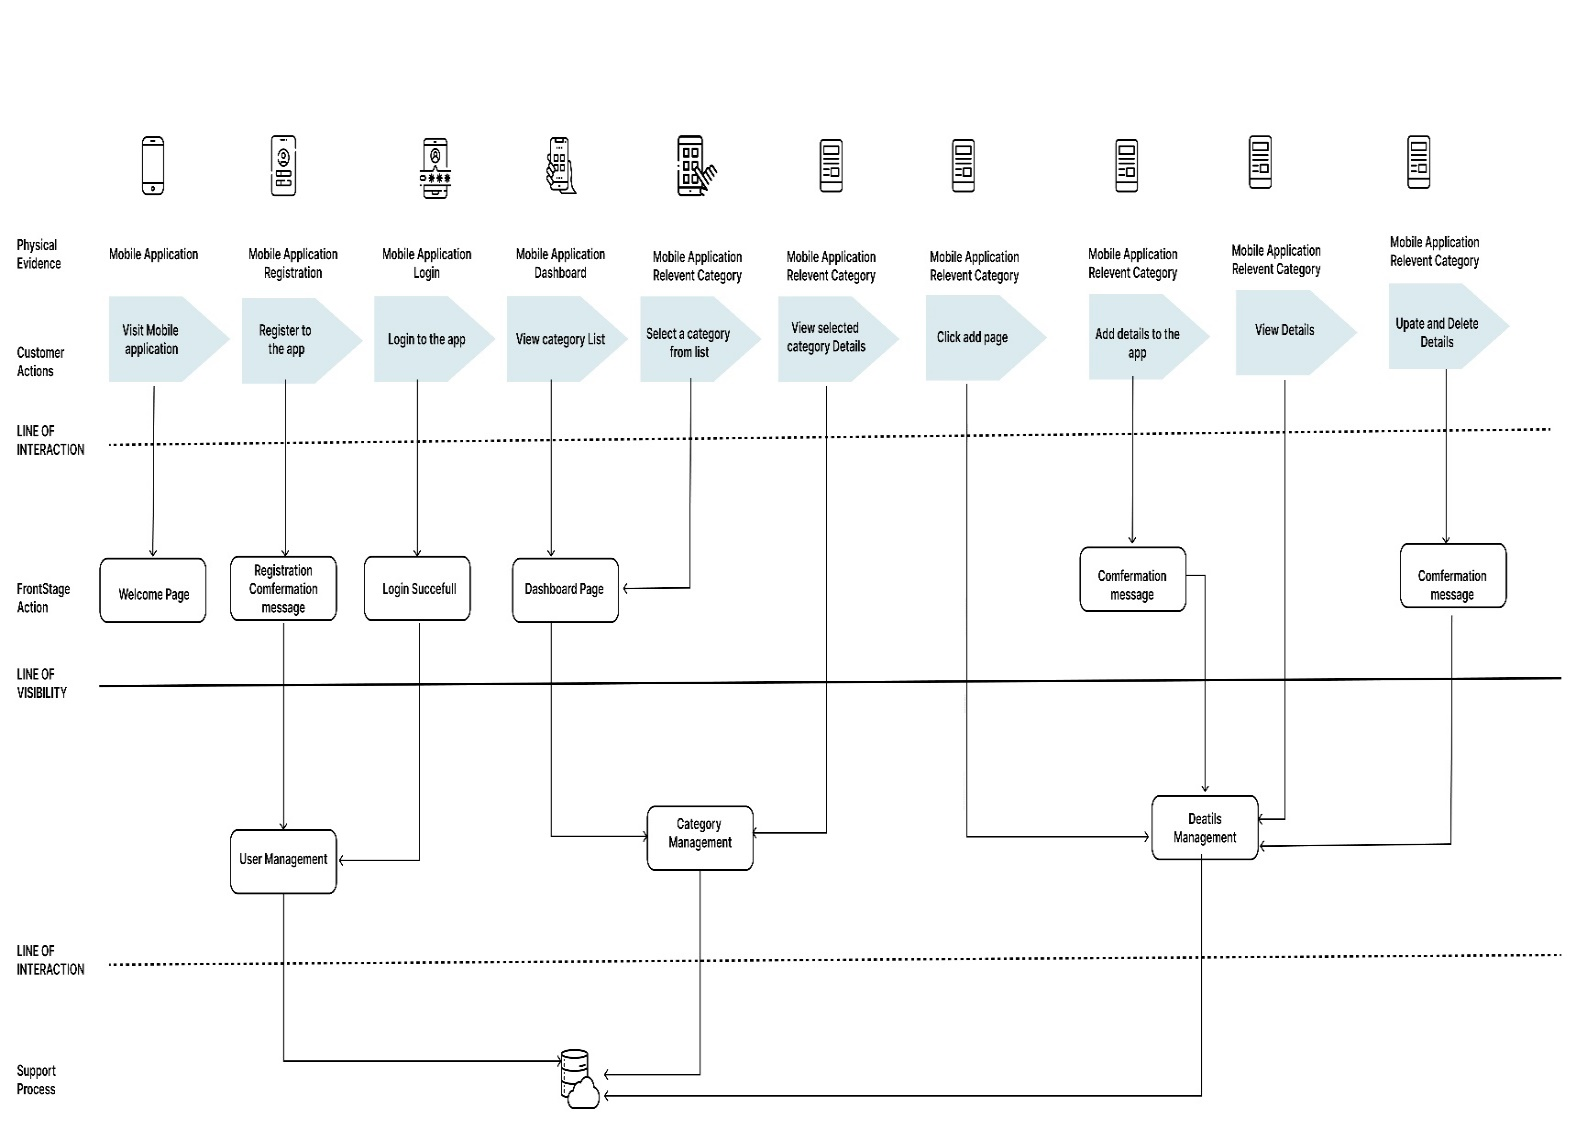 Physical
Evidence
Mobile Application
Mobile Application
Registration
Mobile Application
Login
Mobile Application
Dashboard
Mobile Application
Relevent Category
Mobile Application
Relevent Category
Mobile Application
Relevent Category
Mobile Application
Relevent Category
Mobile Application
Relevent Category
Mobile Application
Relevent Category
Customer
Actions
Visit Mobile
application
Register to
the app
Login to the app
View category List
Select a category
from list
View selected
category Details
Click add page
Add details to the
app
View Details
Upate and Delete
Details
LINE OF
INTERACTION
FrontStage
Action
Welcome Page
Registration
Comfermation
message
Login Succefull
Dashboard Page
Comfermation
message
Comfermation
message
LINE OF
VISIBILITY
User Management
Category
Management
Deatils
Management
LINE OF
INTERACTION
Support
Process